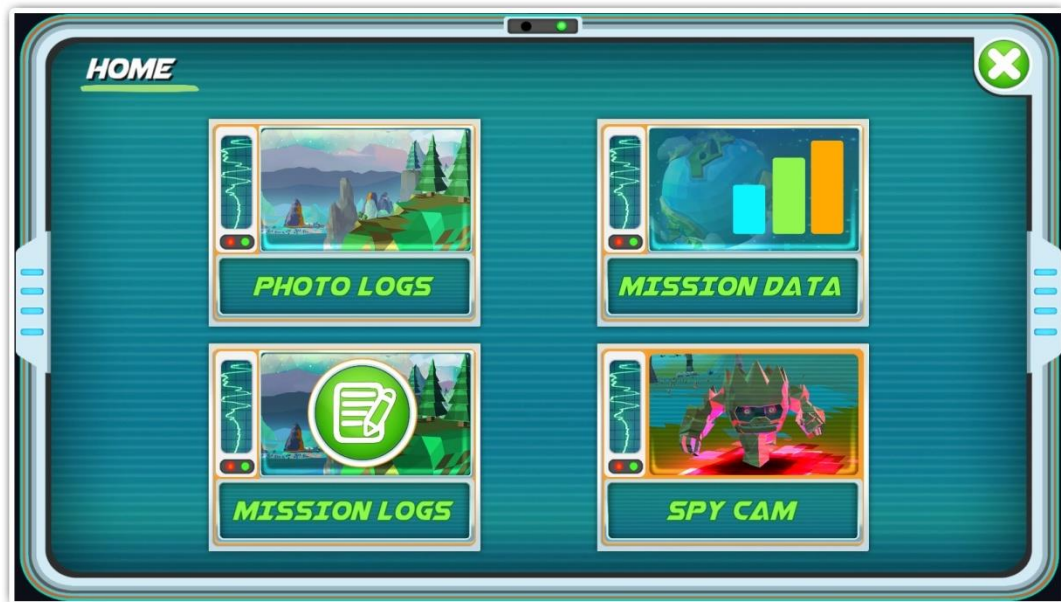 HOME
PHOTO LOGS
MISSION DATA
MISSION LOGS
SPY CAM